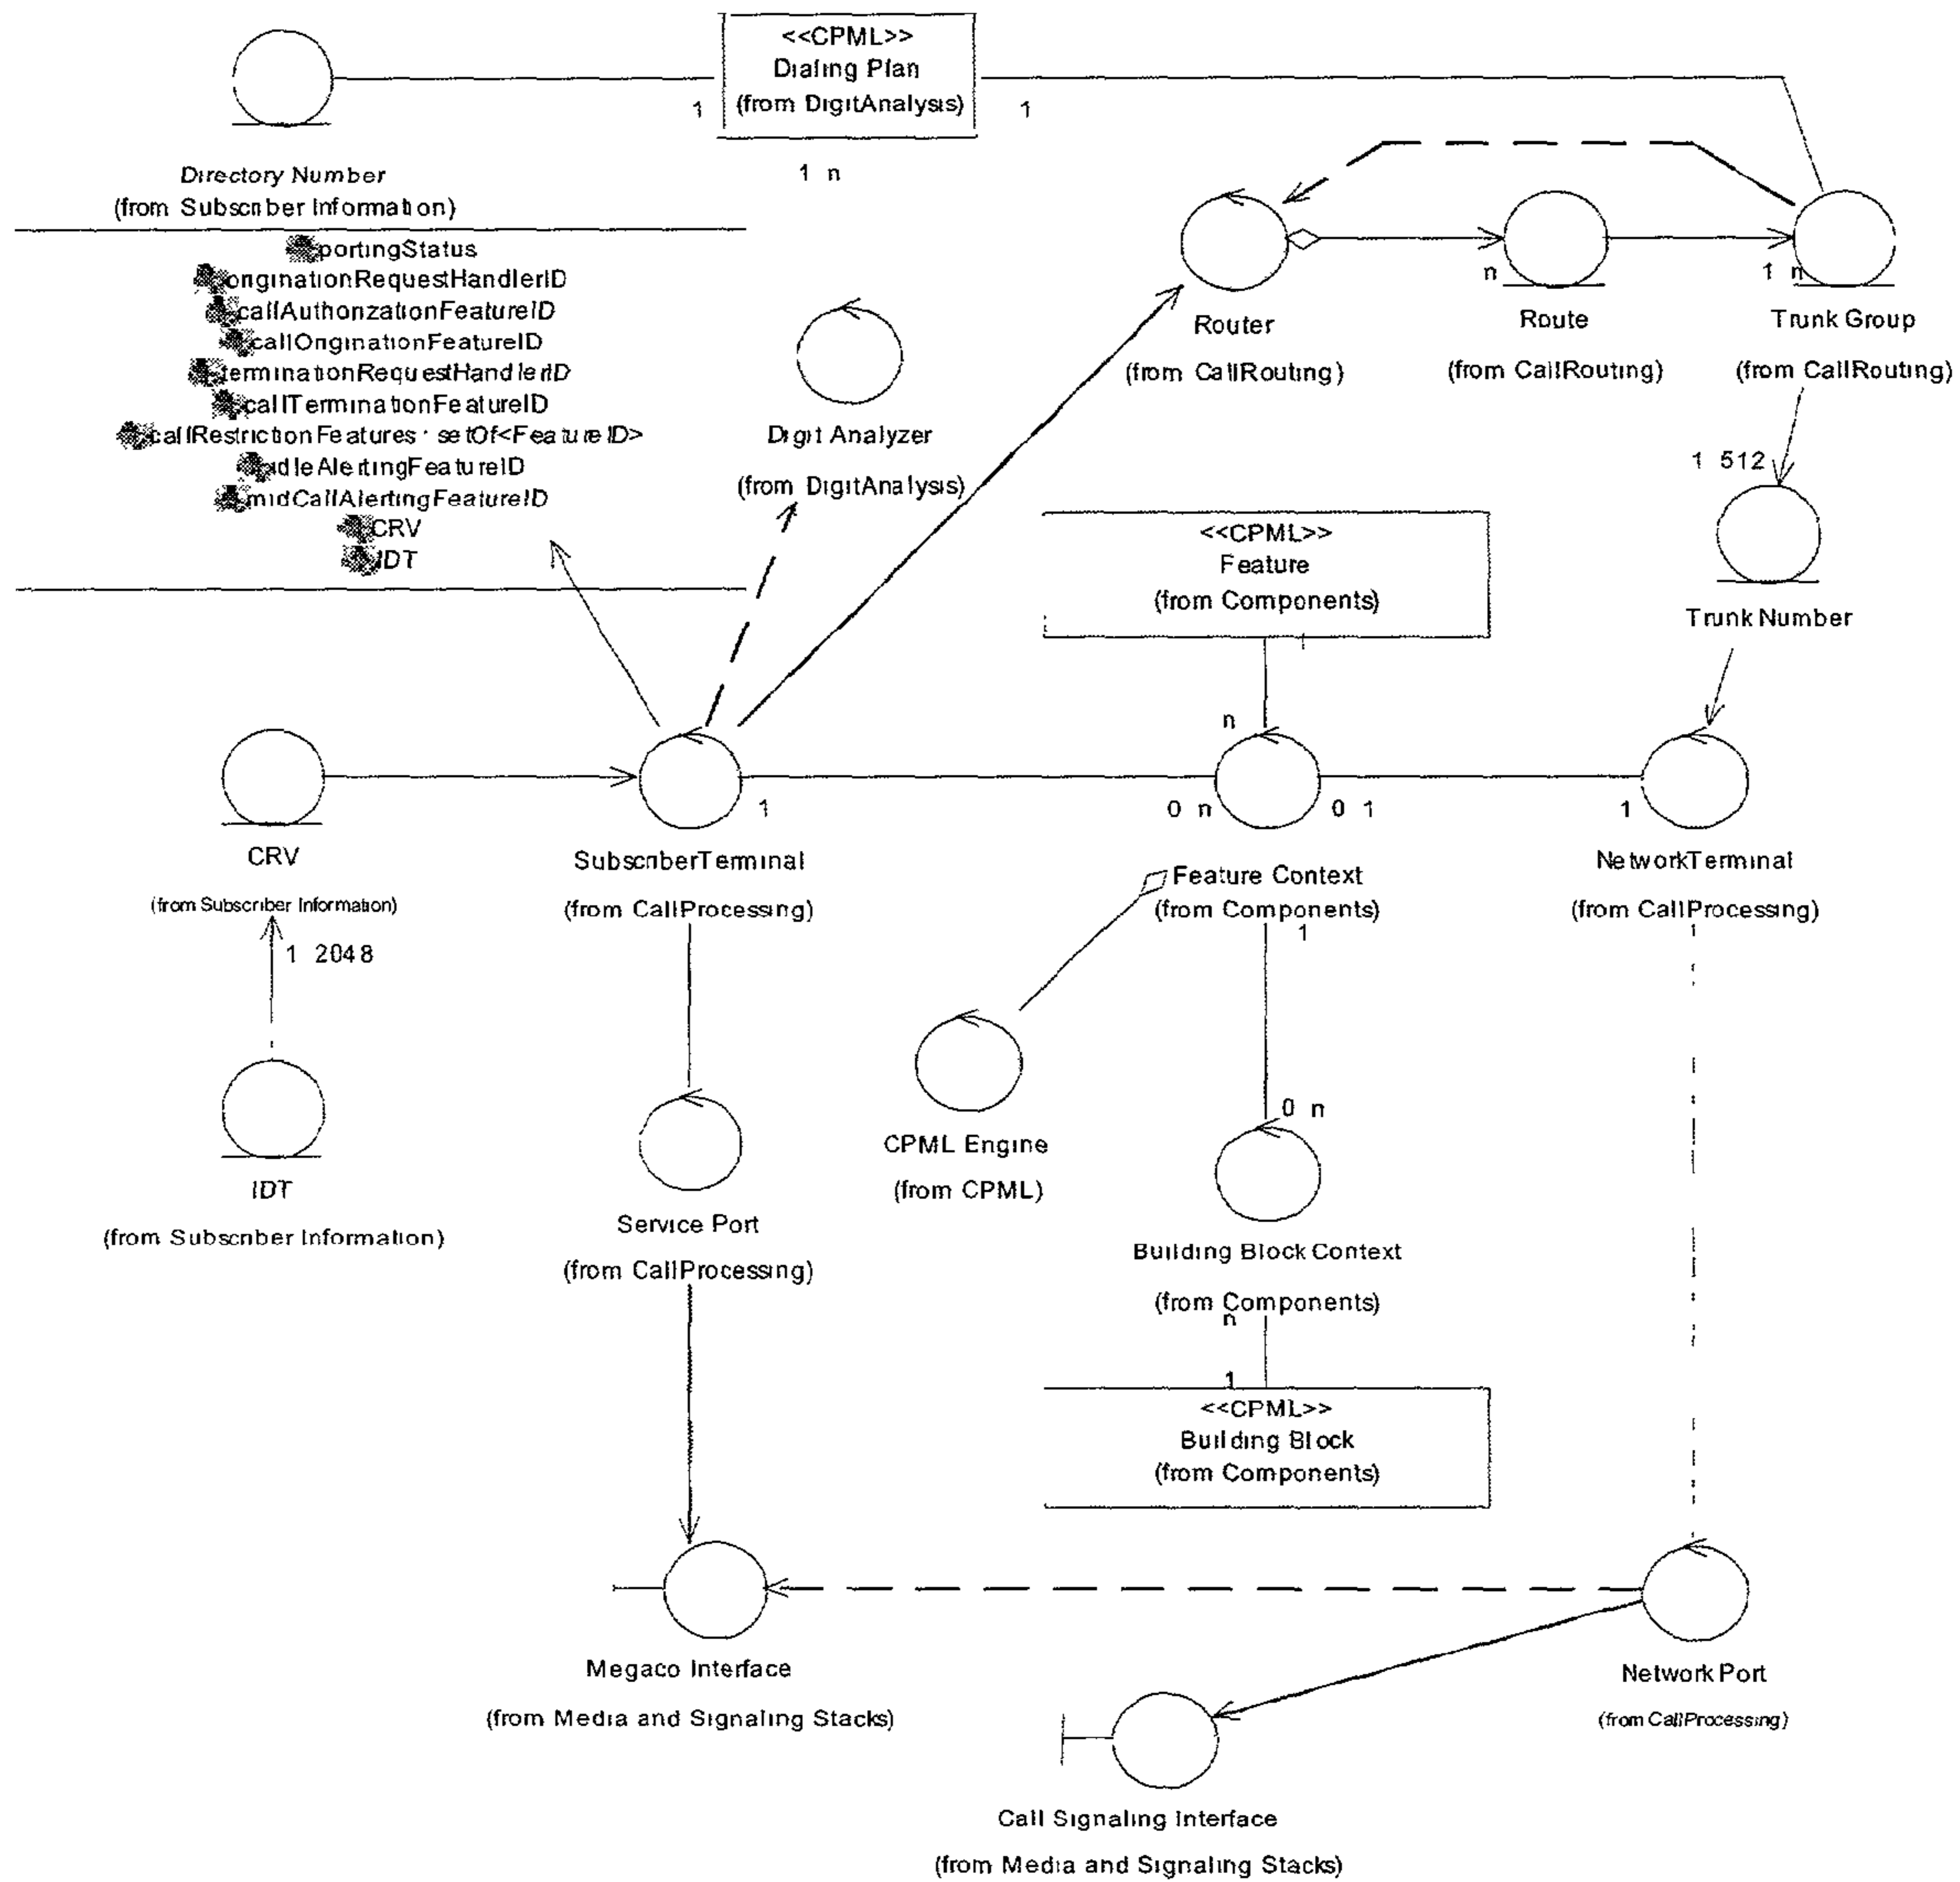 <<CPML>>
Dialing Plan
(from DigitAnalysis)
1
1
1 n
Directory Number
(from Subscriber Information)
portingStatus
originationRequestHandlerID
callAuthorizationFeatureID
callOriginationFeatureID
terminationRequestHandlerID
callTerminationFeatureID
callRestrictionFeatures : setOf<FeatureID>
idleAlertingFeatureID
midCallAlertingFeatureID
CRV
IDT
Digit Analyzer
(from DigitAnalysis)
Router
(from CallRouting)
n
Route
(from CallRouting)
1 n
Trunk Group
(from CallRouting)
1 512
Trunk Number
<<CPML>>
Feature
(from Components)
n
CRV
(from Subscriber Information)
1 2048
IDT
(from Subscriber Information)
1
SubscriberTerminal
(from CallProcessing)
0 n
0 1
Feature Context
(from Components)
1
1
NetworkTerminal
(from CallProcessing)
CPML Engine
(from CPML)
0 n
Building Block Context
(from Components)
n
1
<<CPML>>
Building Block
(from Components)
Service Port
(from CallProcessing)
Megaco Interface
(from Media and Signaling Stacks)
Network Port
(from CallProcessing)
Call Signaling Interface
(from Media and Signaling Stacks)